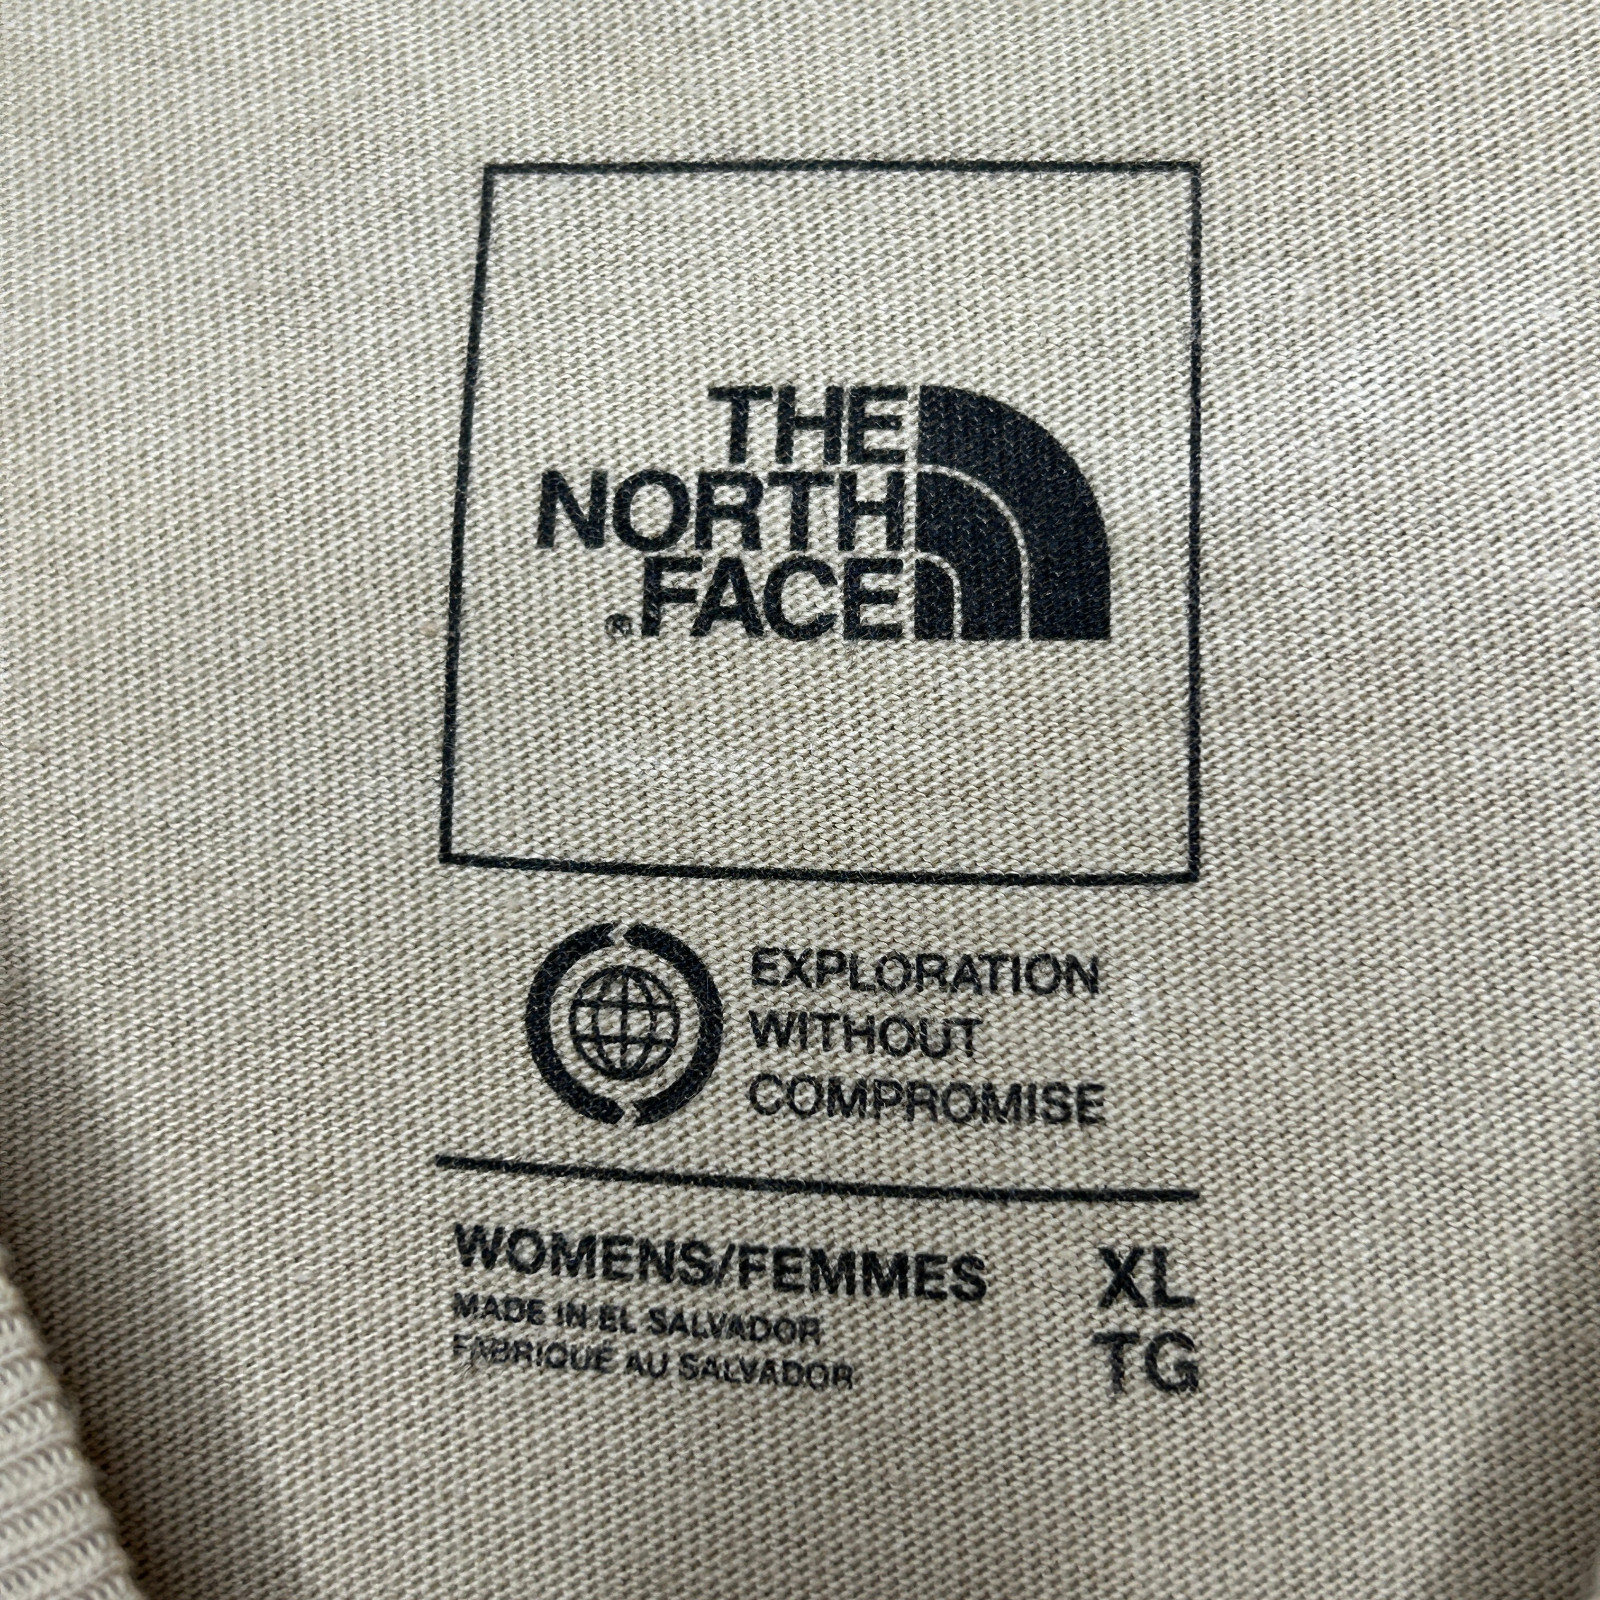 THE
NORTH
®FACE
EXPLORATION
WITHOUT
COMPROMISE
WOMENS/FEMMES XL
MADE IN EL SALVADOR
FABRIQUÉ AU SALVADOR TG